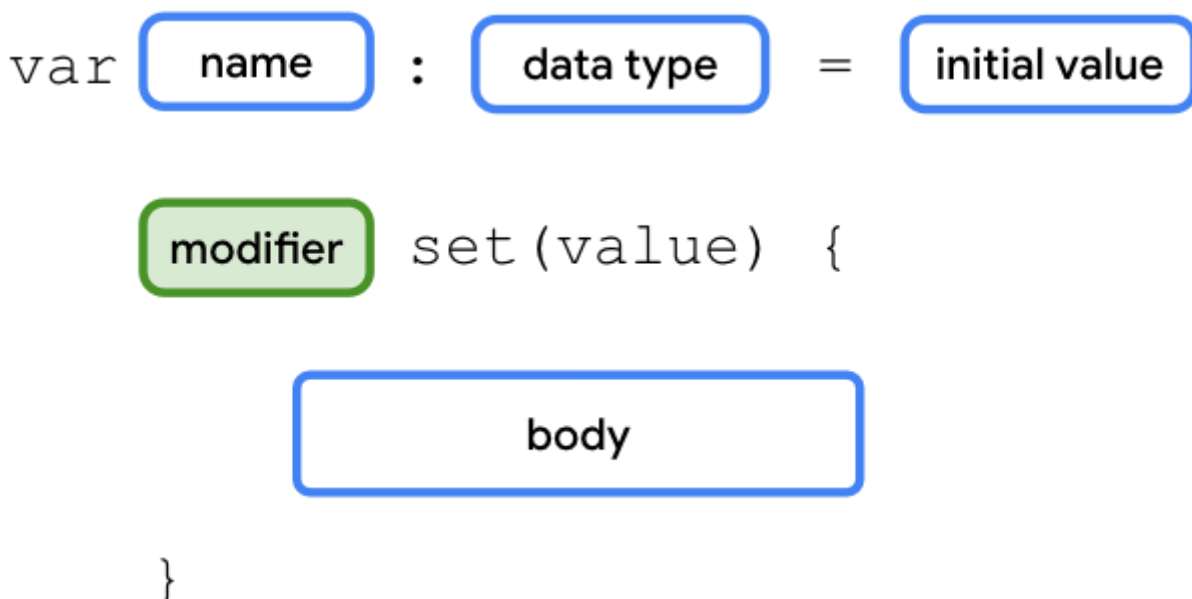 var name : data type = initial value
modifier set(value) {
body
}